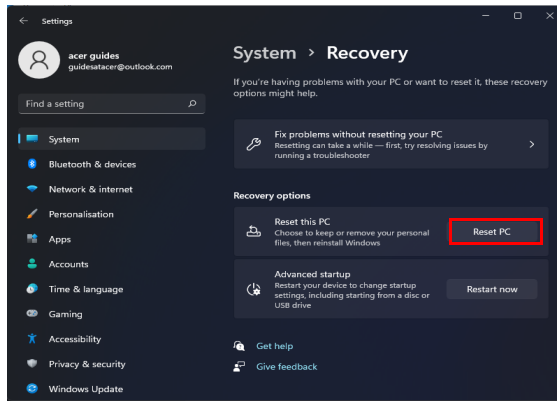 Settings
acer guides
guidesatacer@outlook.com
Find a setting
System
Bluetooth & devices
Network & internet
Personalisation
Apps
Accounts
Time & language
Gaming
Accessibility
Privacy & security
Windows Update
System > Recovery
If you're having problems with your PC or want to reset it, these recovery
options might help.
Fix problems without resetting your PC
Resetting can take a while — first, try resolving issues by
running a troubleshooter
Recovery options
Reset this PC
Choose to keep or remove your personal
files, then reinstall Windows
Reset PC
Advanced startup
Restart your device to change startup
settings, including starting from a disc or
USB drive
Restart now
Get help
Give feedback